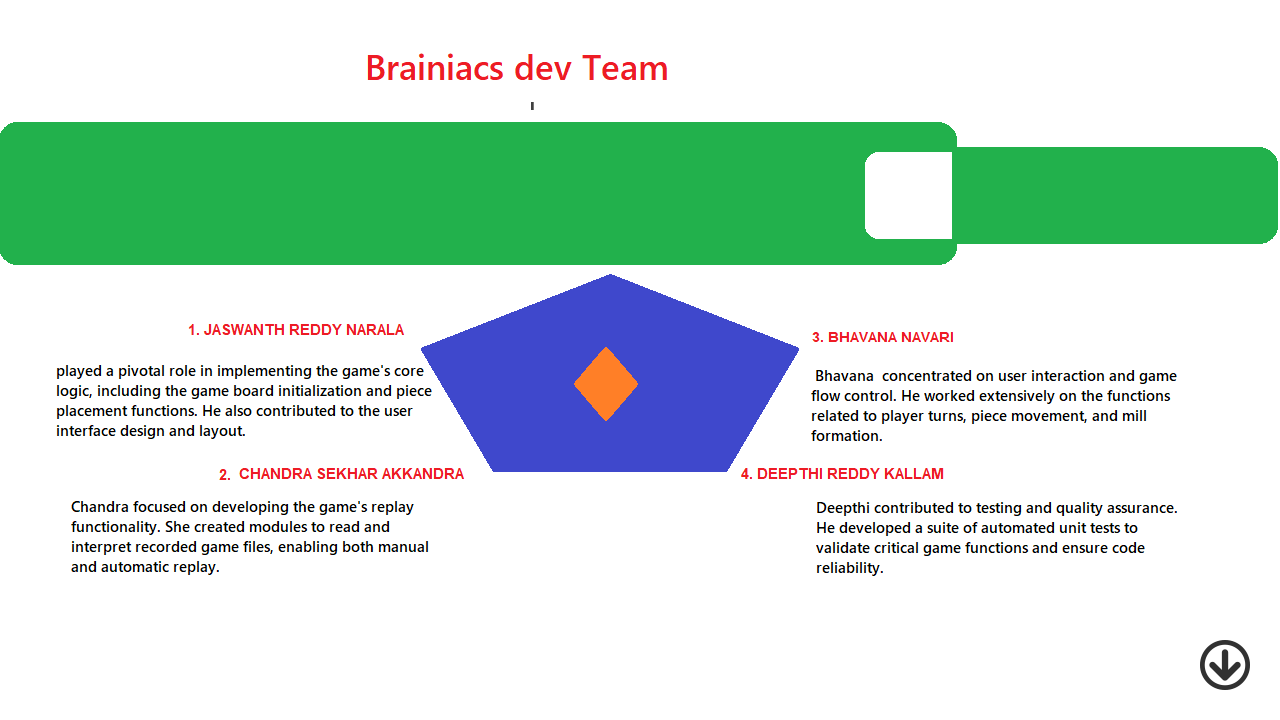 Brainiacs dev Team
1. JASWANTH REDDY NARALA
played a pivotal role in implementing the game's core
logic, including the game board initialization and piece
placement functions. He also contributed to the user
interface design and layout.
2. CHANDRA SEKHAR AKKANDRA
Chandra focused on developing the game's replay
functionality. She created modules to read and
interpret recorded game files, enabling both manual
and automatic replay.
3. BHAVANA NAVARI
Bhavana concentrated on user interaction and game
flow control. He worked extensively on the functions
related to player turns, piece movement, and mill
formation.
4. DEEPTHI REDDY KALLAM
Deepthi contributed to testing and quality assurance.
He developed a suite of automated unit tests to
validate critical game functions and ensure code
reliability.